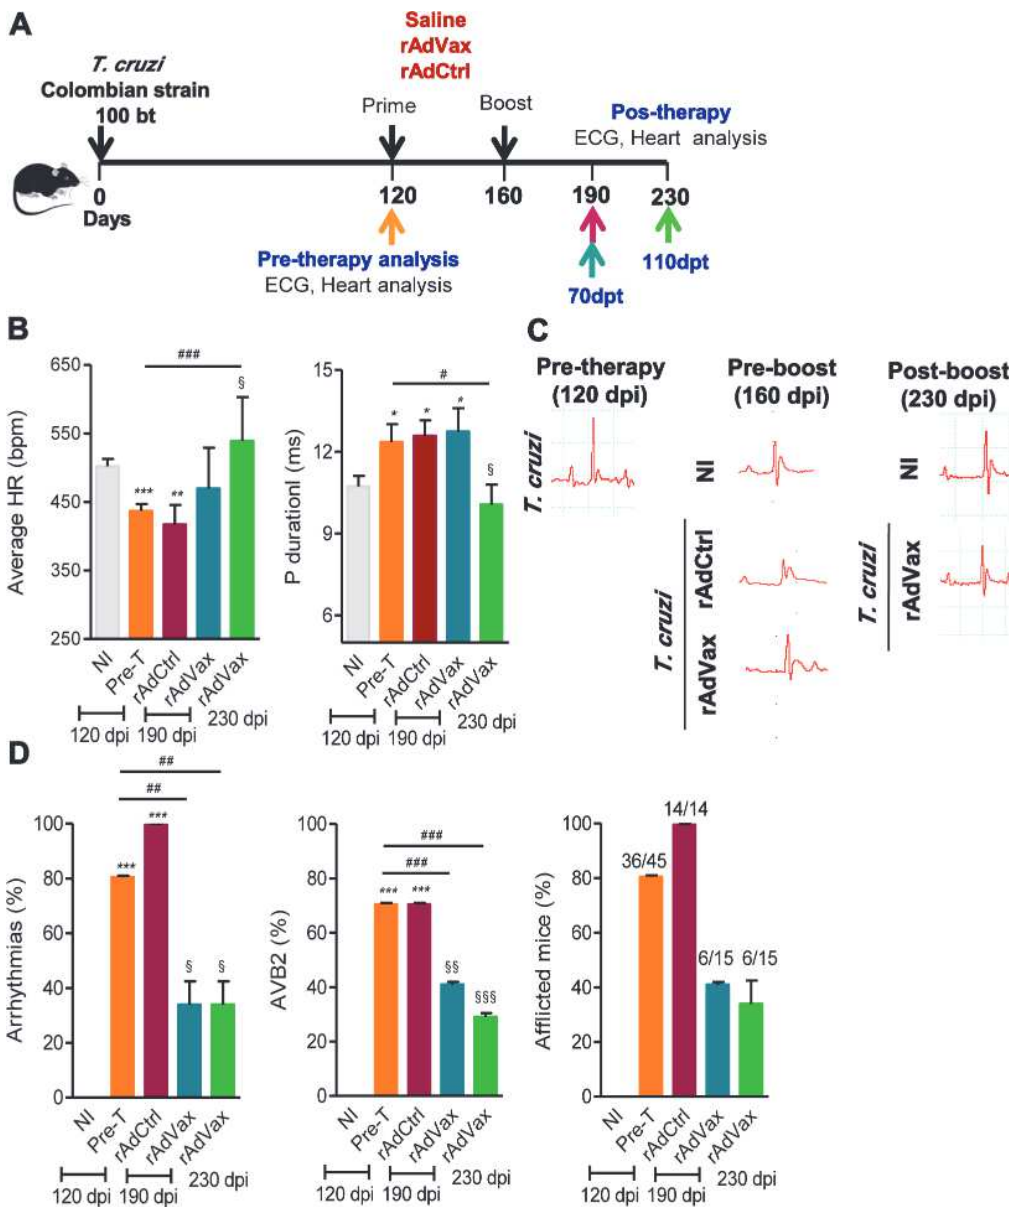 A
Saline
rAdVax
rAdCtrl
T. cruzi
Colombian strain
100 bt
Prime
Boost
Pos-therapy
ECG, Heart analysis
0
120
160
190
230
Days
Pre-therapy analysis
ECG, Heart analysis
70dpt
110dpt
B
650
550
450
350
250
Average HR (bpm)
###
***
**
§
NI
Pre-T
rAdCtrl
rAdVax
rAdVax
120 dpi
190 dpi
230 dpi
15
12
9
6
P durationl (ms)
#
*
*
*
§
NI
Pre-T
rAdCtrl
rAdVax
rAdVax
120 dpi
190 dpi
230 dpi
C
Pre-therapy
(120 dpi)
Pre-boost
(160 dpi)
Post-boost
(230 dpi)
T. cruzi
NI
NI
T. cruzi
rAdCtrl
rAdVax
T. cruzi
rAdVax
D
##
##
***
***
§
§
100
80
60
40
20
0
Arrhythmias (%)
NI
Pre-T
rAdCtrl
rAdVax
rAdVax
120 dpi
190 dpi
230 dpi
###
###
***
***
§§
§§§
100
80
60
40
20
0
AVB2 (%)
NI
Pre-T
rAdCtrl
rAdVax
rAdVax
120 dpi
190 dpi
230 dpi
14/14
36/45
6/15
6/15
100
80
60
40
20
0
Afflicted mice (%)
NI
Pre-T
rAdCtrl
rAdVax
rAdVax
120 dpi
190 dpi
230 dpi